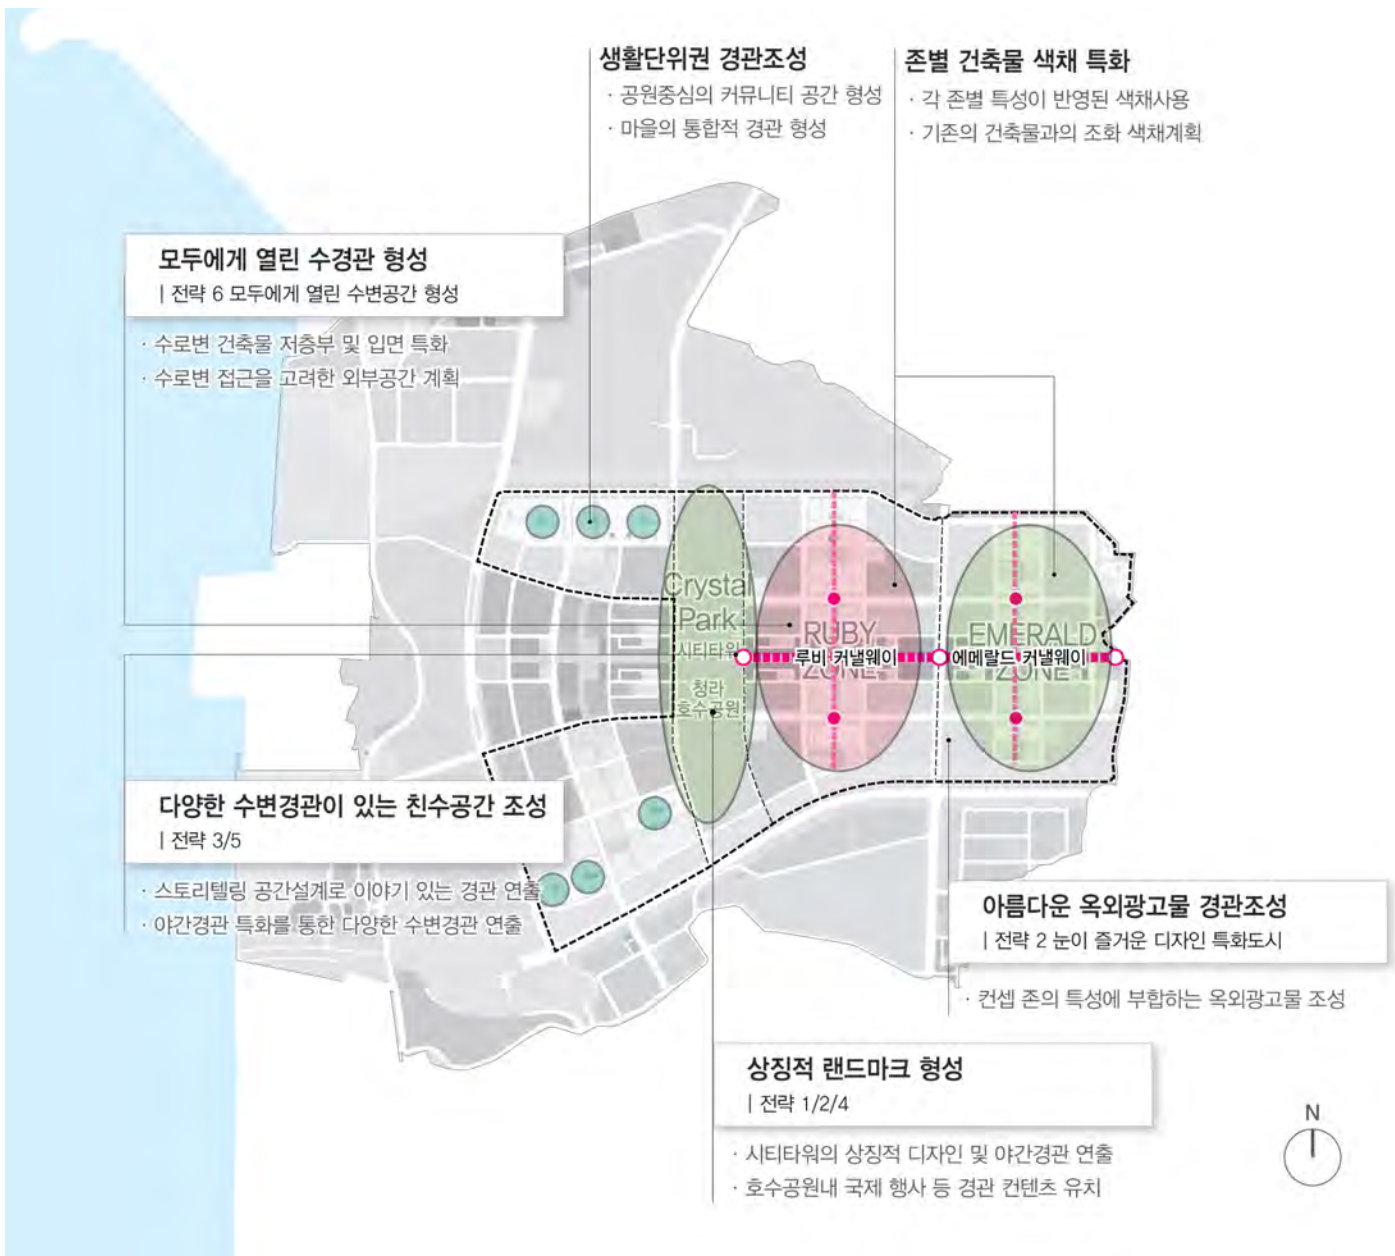 생활단위권 경관조성
· 공원중심의 커뮤니티 공간 형성
· 마을의 통합적 경관 형성
존별 건축물 색채 특화
· 각 존별 특성이 반영된 색채사용
· 기존의 건축물과의 조화 색채계획
모두에게 열린 수경관 형성
| 전략 6 모두에게 열린 수변공간 형성
· 수로변 건축물 저층부 및 입면 특화
· 수로변 접근을 고려한 외부공간 계획
Crystal
Park
시티타워
청라
호수공원
RUBY
루비 커낼웨이
ZONE
EMERALD
에메랄드 커낼웨이
ZONE
다양한 수변경관이 있는 친수공간 조성
| 전략 3/5
· 스토리텔링 공간설계로 이야기 있는 경관 연출
· 야간경관 특화를 통한 다양한 수변경관 연출
아름다운 옥외광고물 경관조성
| 전략 2 눈이 즐거운 디자인 특화도시
· 컨셉 존의 특성에 부합하는 옥외광고물 조성
상징적 랜드마크 형성
| 전략 1/2/4
· 시티타워의 상징적 디자인 및 야간경관 연출
· 호수공원내 국제 행사 등 경관 컨텐츠 유치
N